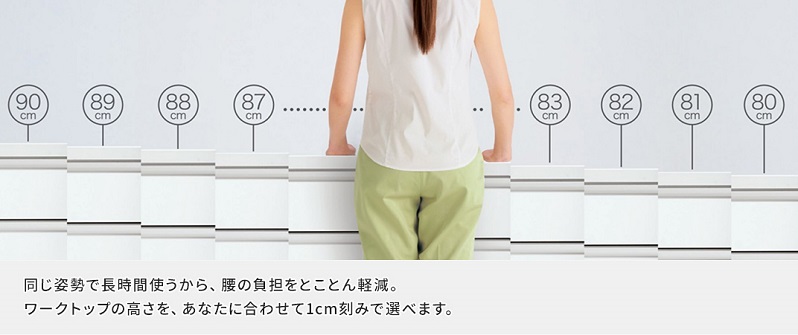 90 cm 89 cm 88 cm 87 cm 83 cm 82 cm 81 cm 80 cm
同じ姿勢で長時間使うから、腰の負担をとことん軽減。
ワークトップの高さを、あなたに合わせて1cm刻みで選べます。